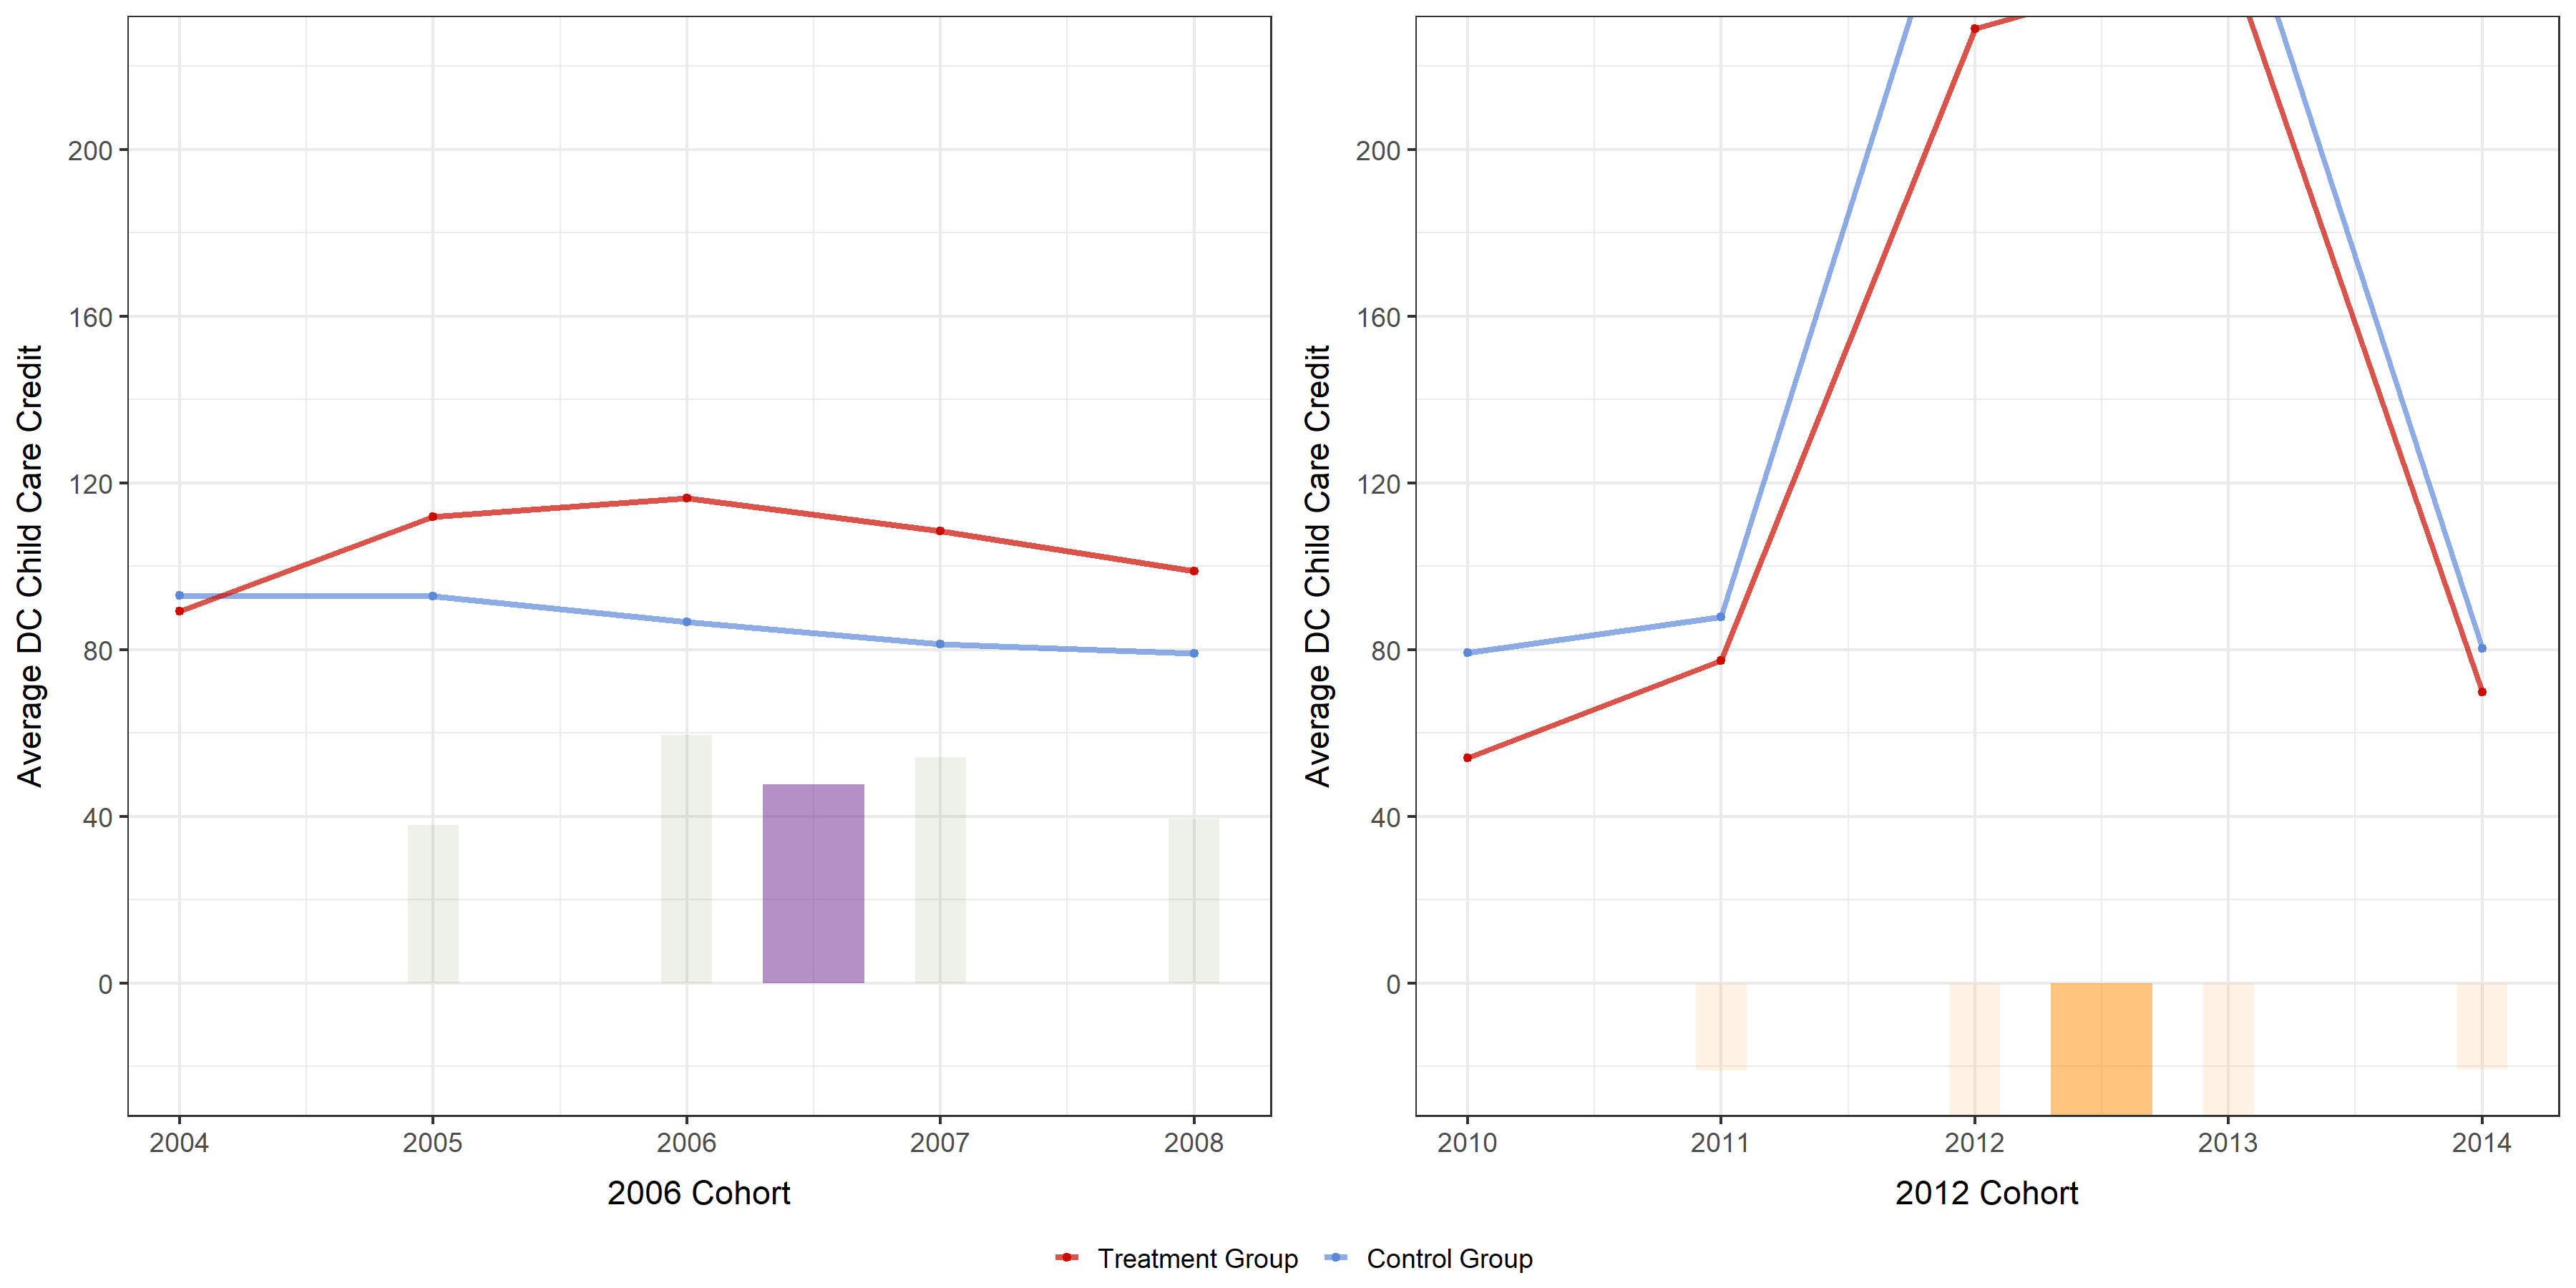 Average DC Child Care Credit
200
160
120
80
40
0
2004 2005 2006 2007 2008
2006 Cohort
Average DC Child Care Credit
200
160
120
80
40
0
2010 2011 2012 2013 2014
2012 Cohort
Treatment Group Control Group